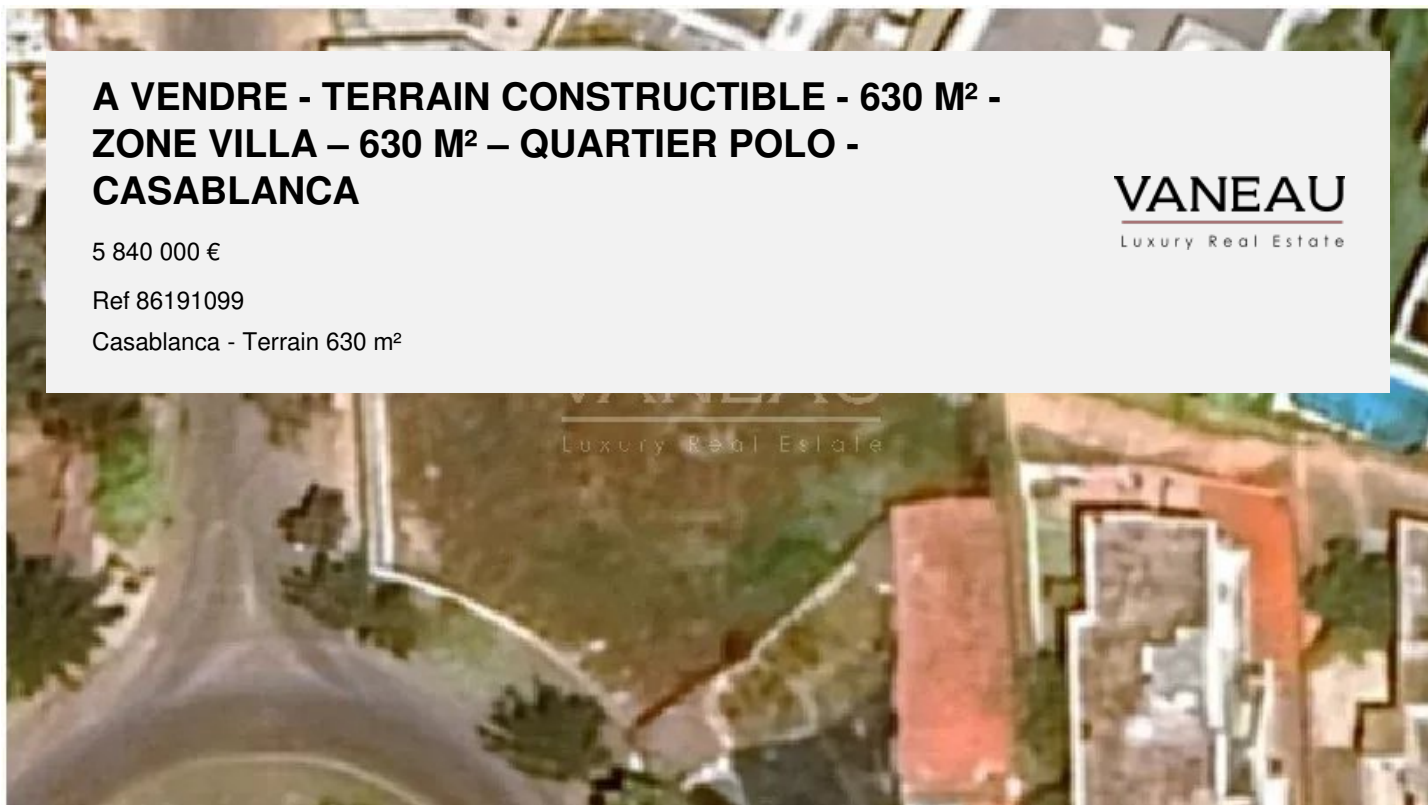 A VENDRE - TERRAIN CONSTRUCTIBLE - 630 M² -
ZONE VILLA – 630 M² – QUARTIER POLO -
CASABLANCA
5 840 000 €
Ref 86191099
Casablanca - Terrain 630 m²
VANEAU
Luxury Real Estate
VANEAU
Luxury Real Estate